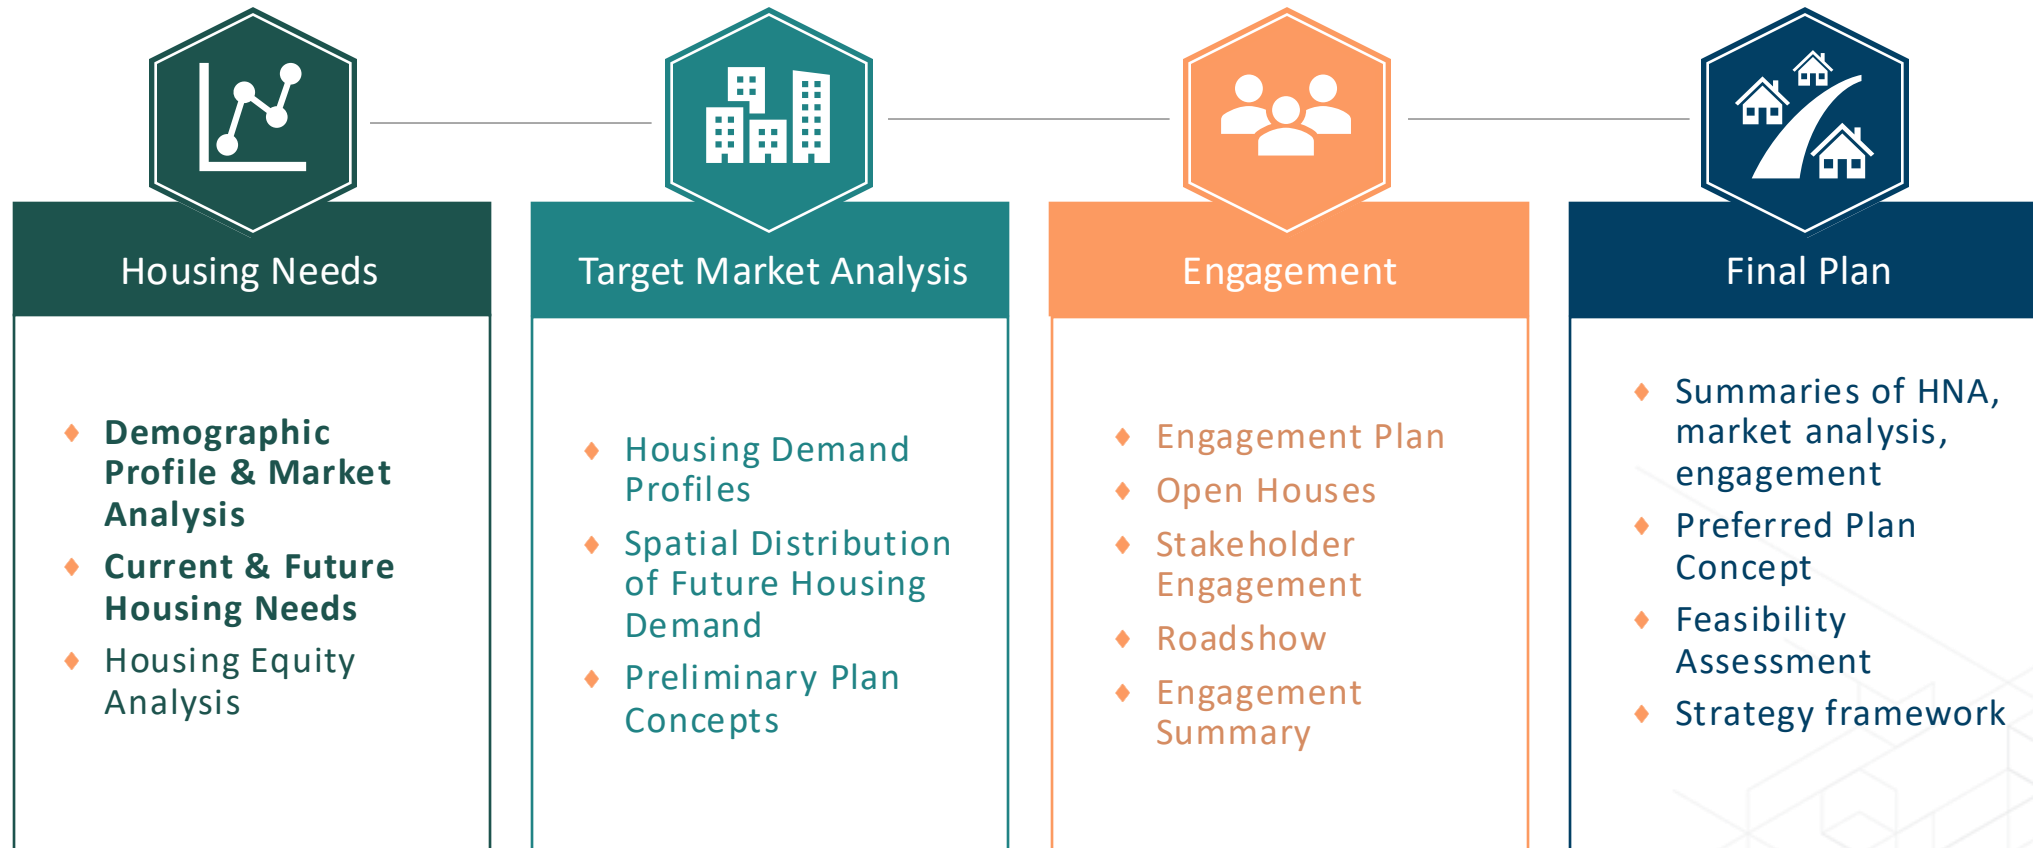 Housing Needs
Demographic
Profile & Market
Analysis
Current & Future
Housing Needs
Housing Equity
Analysis
Target Market Analysis
Housing Demand
Profiles
Spatial Distribution
of Future Housing
Demand
Preliminary Plan
Concepts
Engagement
Engagement Plan
Open Houses
Stakeholder
Engagement
Roadshow
Engagement
Summary
Final Plan
Summaries of HNA,
market analysis,
engagement
Preferred Plan
Concept
Feasibility
Assessment
Strategy framework